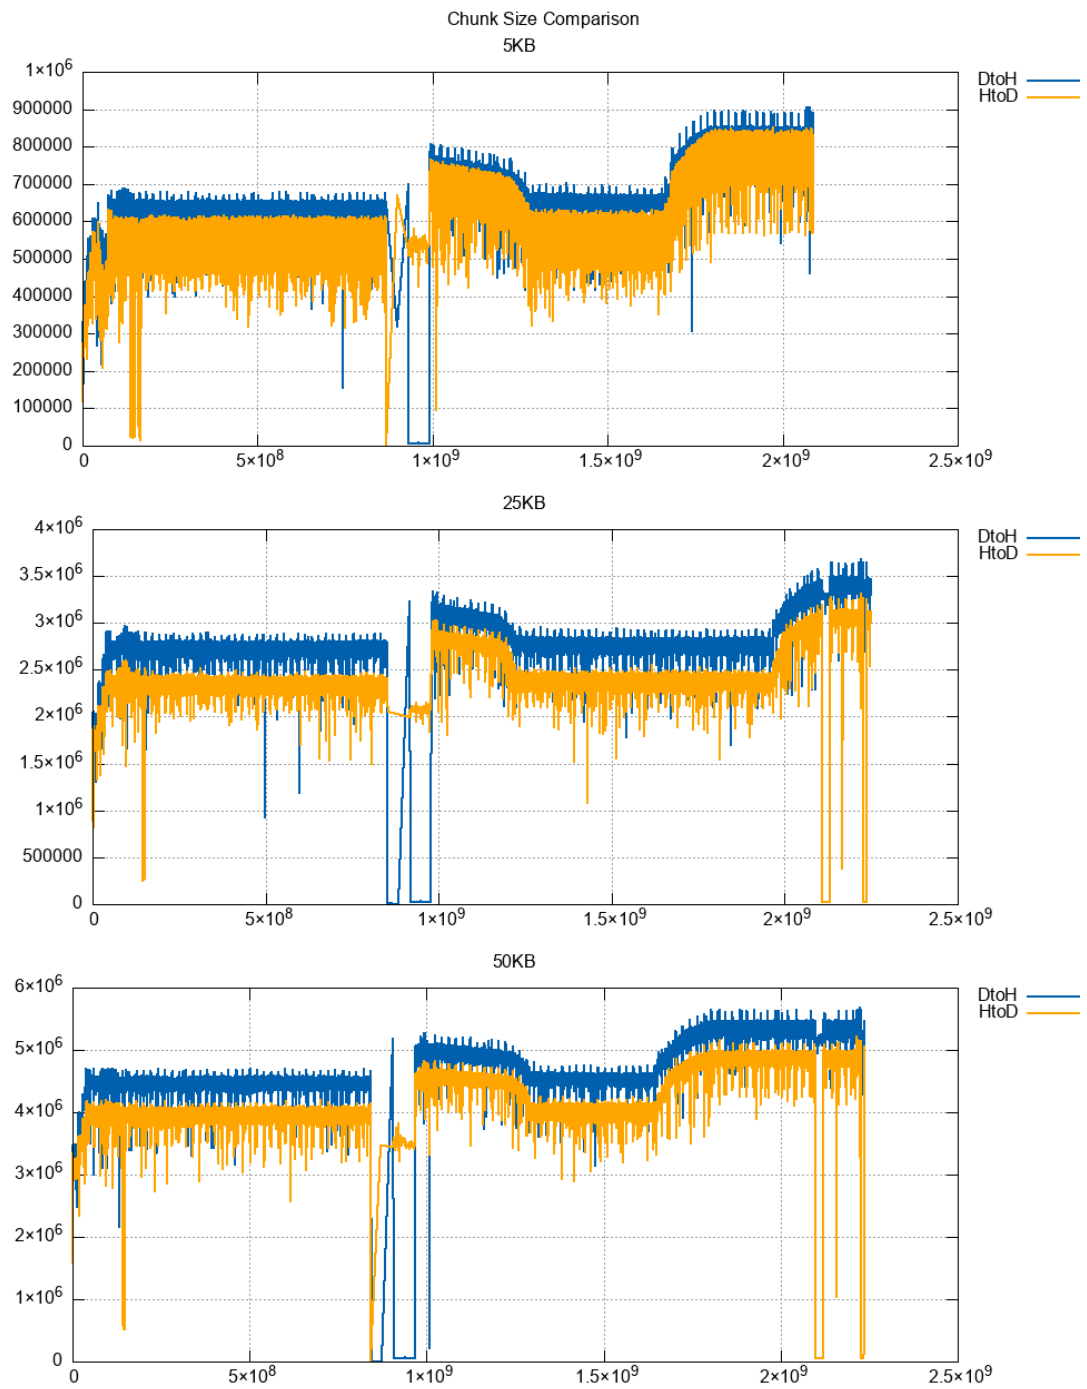 Chunk Size Comparison
5KB
1×10⁶
900000
800000
700000
600000
500000
400000
300000
200000
100000
0
0 5×10⁸ 1×10⁹ 1.5×10⁹ 2×10⁹ 2.5×10⁹
DtoH
HtoD
25KB
4×10⁶
3.5×10⁶
3×10⁶
2.5×10⁶
2×10⁶
1.5×10⁶
1×10⁶
500000
0
0 5×10⁸ 1×10⁹ 1.5×10⁹ 2×10⁹ 2.5×10⁹
DtoH
HtoD
50KB
6×10⁶
5×10⁶
4×10⁶
3×10⁶
2×10⁶
1×10⁶
0
0 5×10⁸ 1×10⁹ 1.5×10⁹ 2×10⁹ 2.5×10⁹
DtoH
HtoD